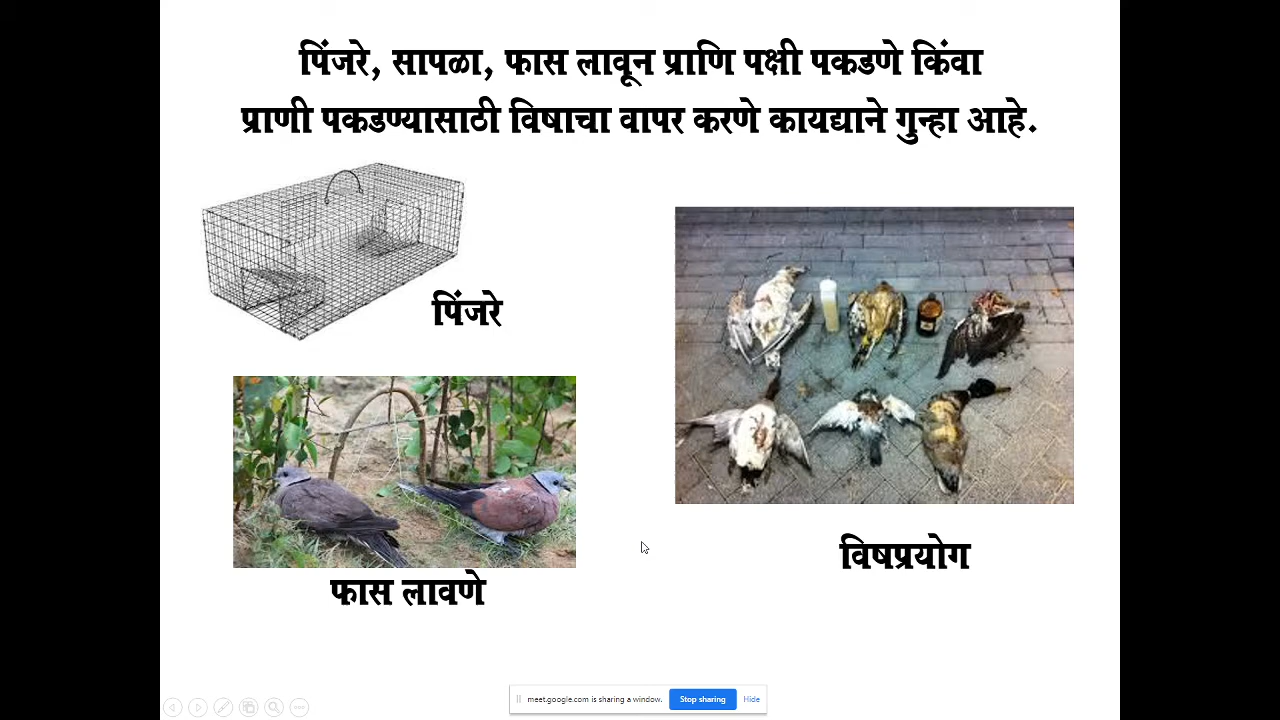 पिंजरे, सापळा, फास लावून प्राणि पक्षी पकडणे किंवा
प्राणी पकडण्यासाठी विषाचा वापर करणे कायद्याने गुन्हा आहे.
पिंजरे
फास लावणे
विषप्रयोग
meet.google.com is sharing a window.
Stop sharing
Hide